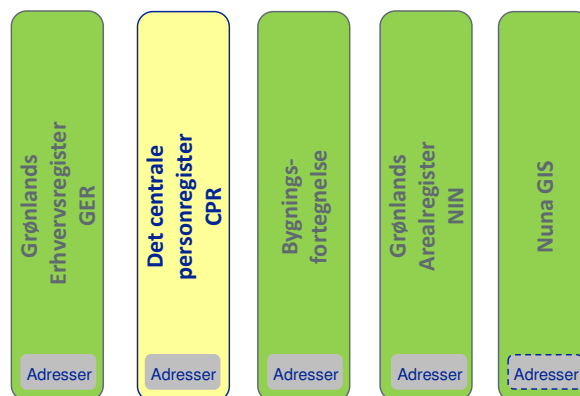 Grønlands
Erhvervsregister
GER
Adresser
Det centrale
personregister
CPR
Adresser
Bygnings-
fortegnelse
Adresser
Grønlands
Arealregister
NIN
Adresser
Nuna GIS
Adresser